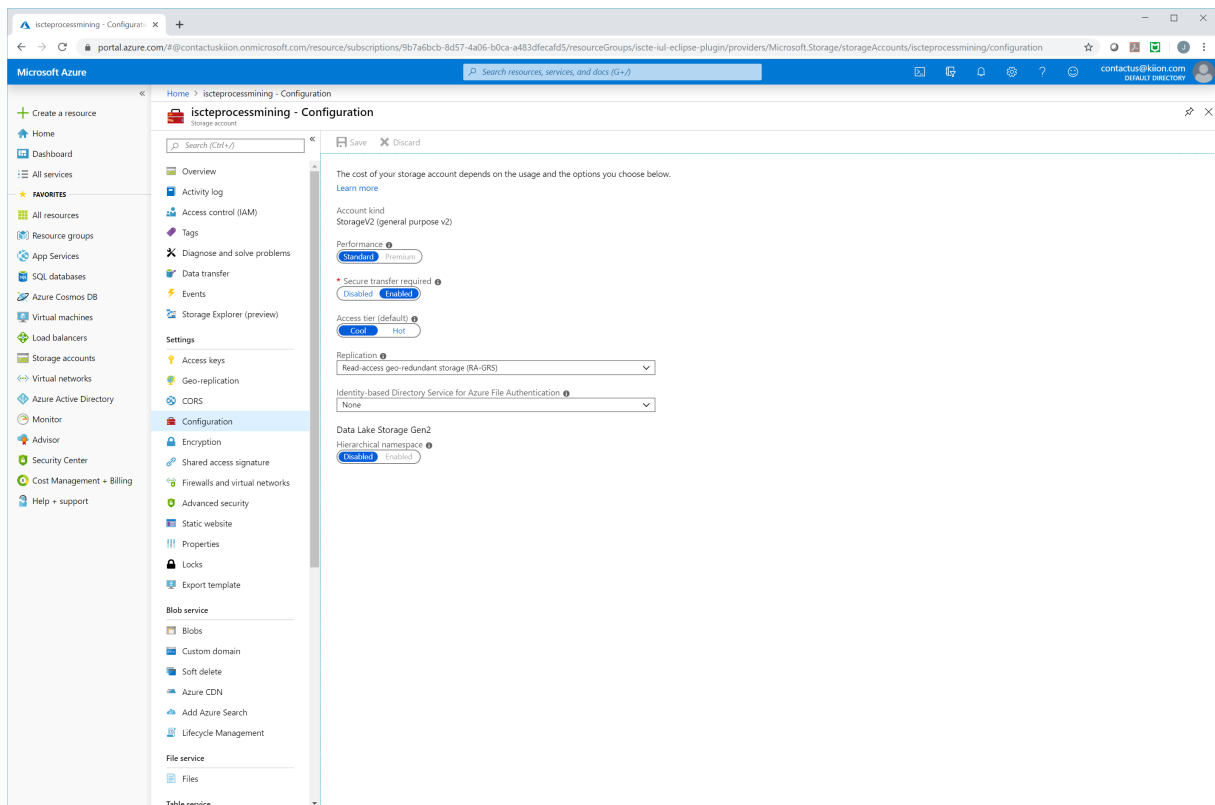 iscteprocessmining - Configurati
portal.azure.com/#@contactuskiion.onmicrosoft.com/resource/subscriptions/9b7a6bcb-8d57-4a06-b0ca-a483dfecafd5/resourceGroups/iscte-iul-eclipse-plugin/providers/Microsoft.Storage/storageAccounts/iscteprocessmining/configuration
J
Microsoft Azure
Search resources, services, and docs (G+/)
contactus@kiion.com
DEFAULT DIRECTORY
Create a resource
Home
Dashboard
All services
FAVORITES
All resources
Resource groups
App Services
SQL databases
Azure Cosmos DB
Virtual machines
Load balancers
Storage accounts
Virtual networks
Azure Active Directory
Monitor
Advisor
Security Center
Cost Management + Billing
Help + support
Home > iscteprocessmining - Configuration
iscteprocessmining - Configuration
Storage account
Search (Ctrl+/)
Overview
Activity log
Access control (IAM)
Tags
Diagnose and solve problems
Data transfer
Events
Storage Explorer (preview)
Settings
Access keys
Geo-replication
CORS
Configuration
Encryption
Shared access signature
Firewalls and virtual networks
Advanced security
Static website
Properties
Locks
Export template
Blob service
Blobs
Custom domain
Soft delete
Azure CDN
Add Azure Search
Lifecycle Management
File service
Files
Table service
Save Discard
The cost of your storage account depends on the usage and the options you choose below.
Learn more
Account kind
StorageV2 (general purpose v2)
Performance
Standard Premium
* Secure transfer required
Disabled Enabled
Access tier (default)
Cool Hot
Replication
Read-access geo-redundant storage (RA-GRS)
Identity-based Directory Service for Azure File Authentication
None
Data Lake Storage Gen2
Hierarchical namespace
Disabled Enabled